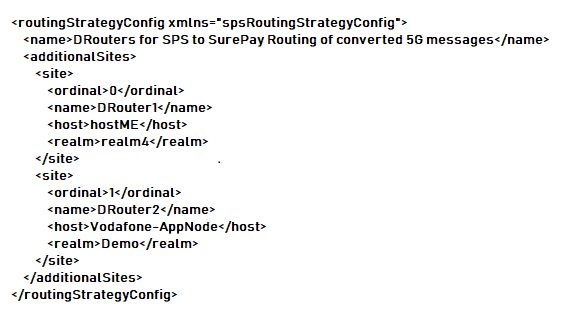 <routingStrategyConfig xmlns="spsRoutingStrategyConfig">
<name>DRouters for SPS to SurePay Routing of converted 5G messages</name>
<additionalSites>
<site>
<ordinal>0</ordinal>
<name>DRouter1</name>
<host>hostME</host>
<realm>realm4</realm>
</site> .
<site>
<ordinal>1</ordinal>
<name>DRouter2</name>
<host>Vodafone-AppNode</host>
<realm>Demo</realm>
</site>
</additionalSites>
</routingStrategyConfig>